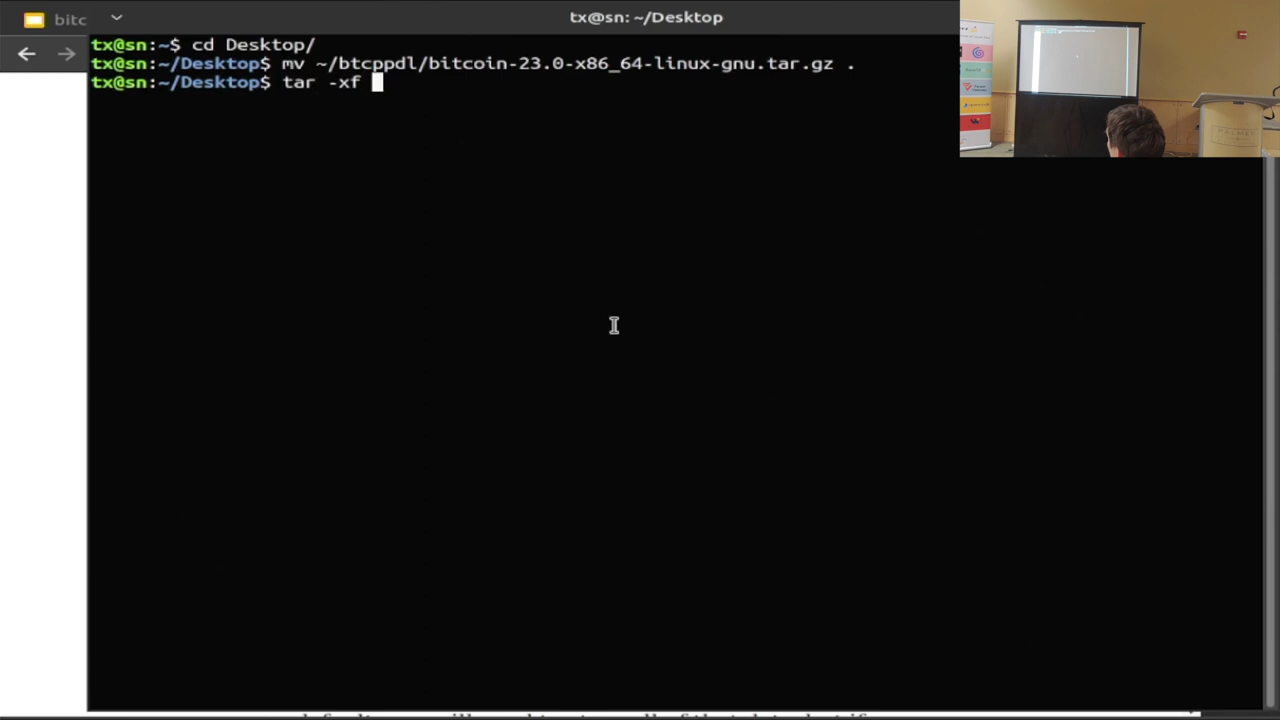 bitc
tx@sn: ~/Desktop
tx@sn:~$ cd Desktop/
tx@sn:~/Desktop$ mv ~/btcppdl/bitcoin-23.0-x86_64-linux-gnu.tar.gz .
tx@sn:~/Desktop$ tar -xf
PALMER